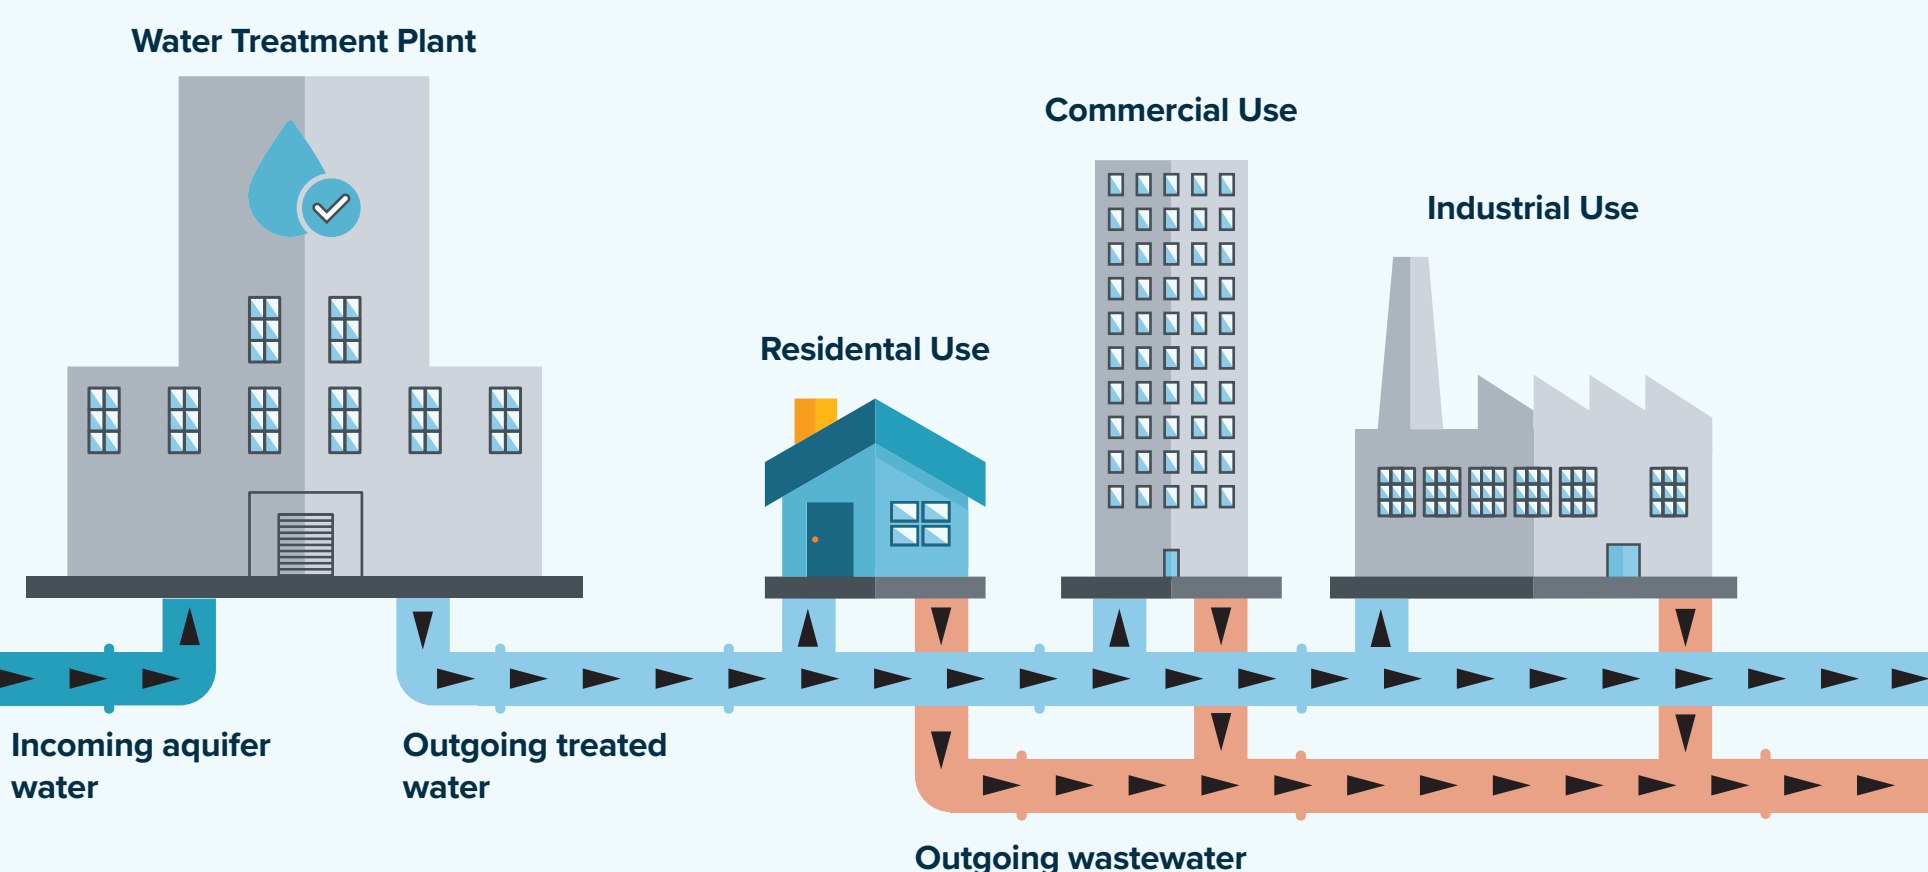 Water Treatment Plant
Commercial Use
Industrial Use
Residental Use
Incoming aquifer
water
Outgoing treated
water
Outgoing wastewater